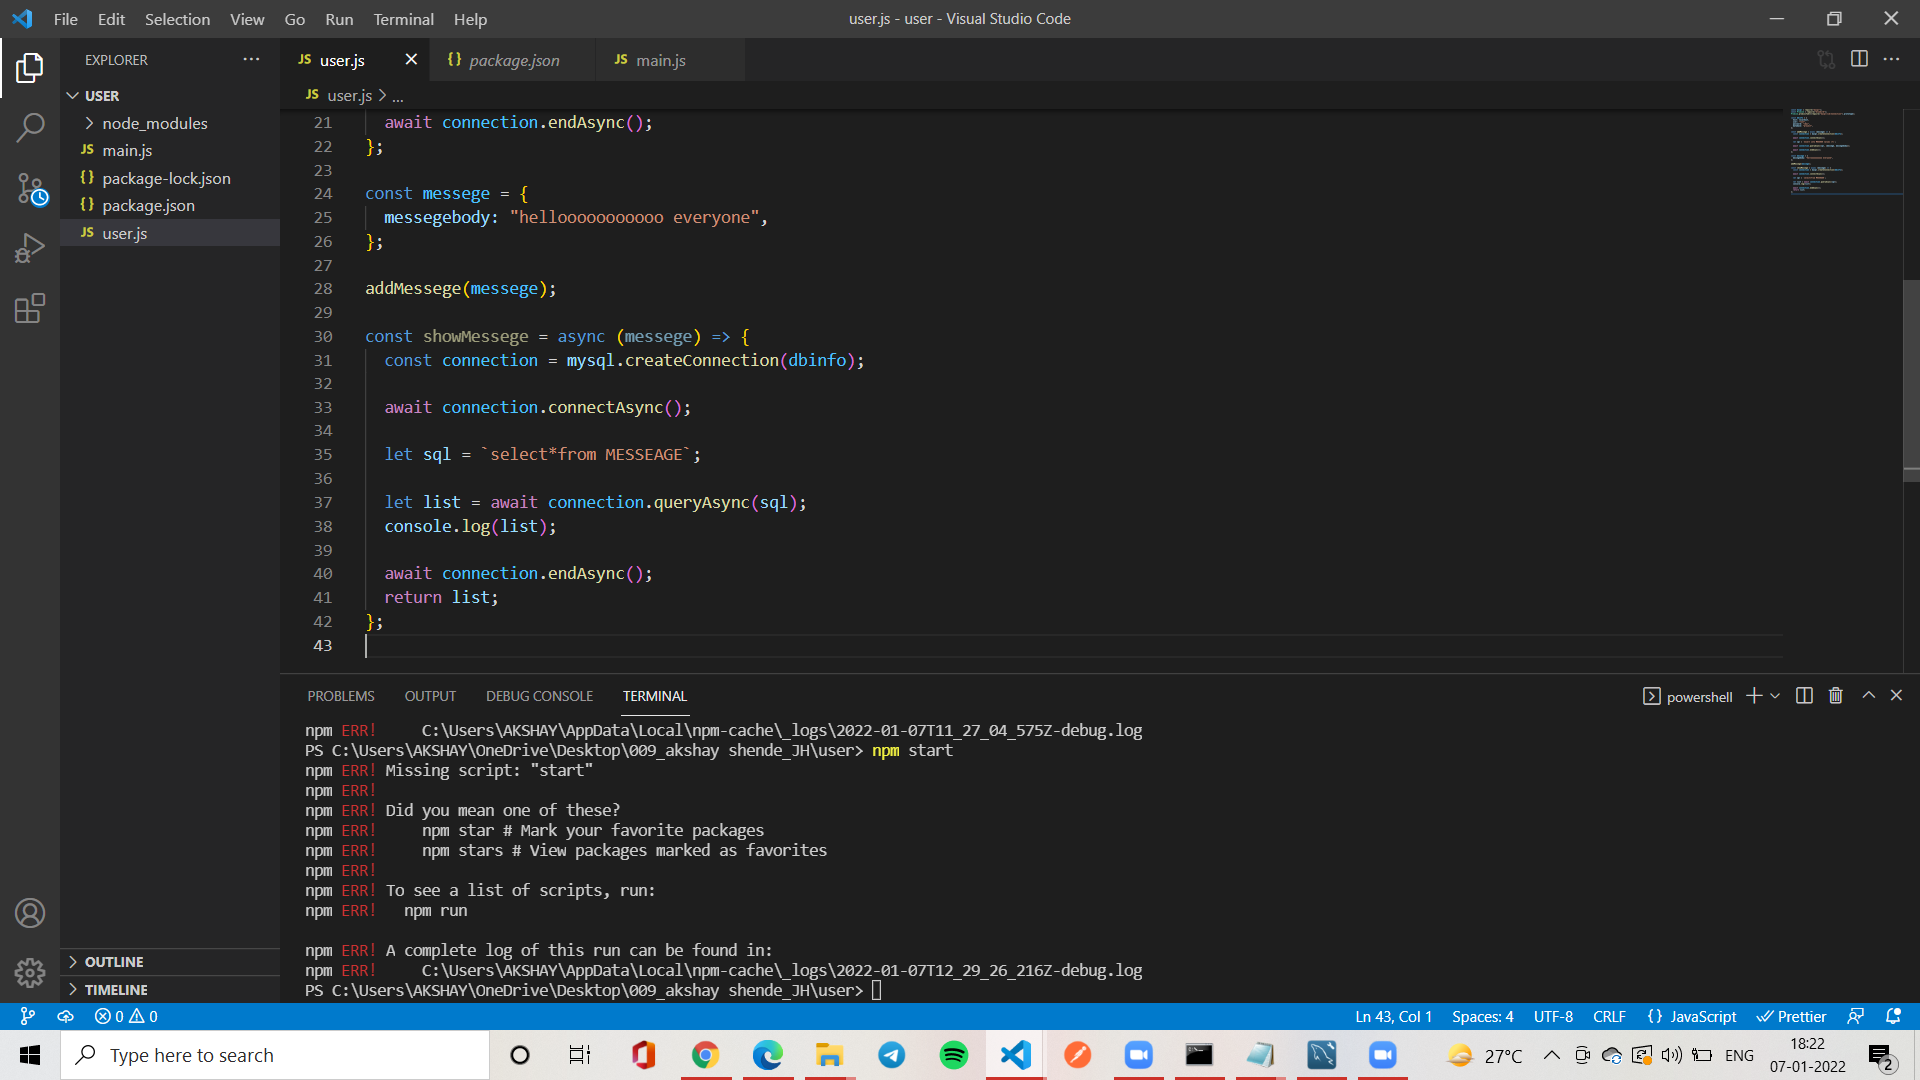 File Edit Selection View Go Run Terminal Help
user.js - user - Visual Studio Code
EXPLORER
USER
node_modules
main.js
package-lock.json
package.json
user.js
OUTLINE
TIMELINE
JS user.js
{} package.json
JS main.js
JS user.js > ...
21 await connection.endAsync();
22 };
23
24 const messege = {
25 messegebody: "hellooooooooooo everyone",
26 };
27
28 addMessege(messege);
29
30 const showMessege = async (messege) => {
31 const connection = mysql.createConnection(dbinfo);
32
33 await connection.connectAsync();
34
35 let sql = `select*from MESSEAGE`;
36
37 let list = await connection.queryAsync(sql);
38 console.log(list);
39
40 await connection.endAsync();
41 return list;
42 };
43
PROBLEMS OUTPUT DEBUG CONSOLE TERMINAL
powershell
npm ERR! C:\Users\AKSHAY\AppData\Local\npm-cache\_logs\2022-01-07T11_27_04_575Z-debug.log
PS C:\Users\AKSHAY\OneDrive\Desktop\009_akshay shende_JH\user> npm start
npm ERR! Missing script: "start"
npm ERR!
npm ERR! Did you mean one of these?
npm ERR! npm star # Mark your favorite packages
npm ERR! npm stars # View packages marked as favorites
npm ERR!
npm ERR! To see a list of scripts, run:
npm ERR! npm run
npm ERR! A complete log of this run can be found in:
npm ERR! C:\Users\AKSHAY\AppData\Local\npm-cache\_logs\2022-01-07T12_29_26_216Z-debug.log
PS C:\Users\AKSHAY\OneDrive\Desktop\009_akshay shende_JH\user>
0 0
Ln 43, Col 1 Spaces: 4 UTF-8 CRLF {} JavaScript Prettier
Type here to search
27°C
ENG
18:22
07-01-2022
2